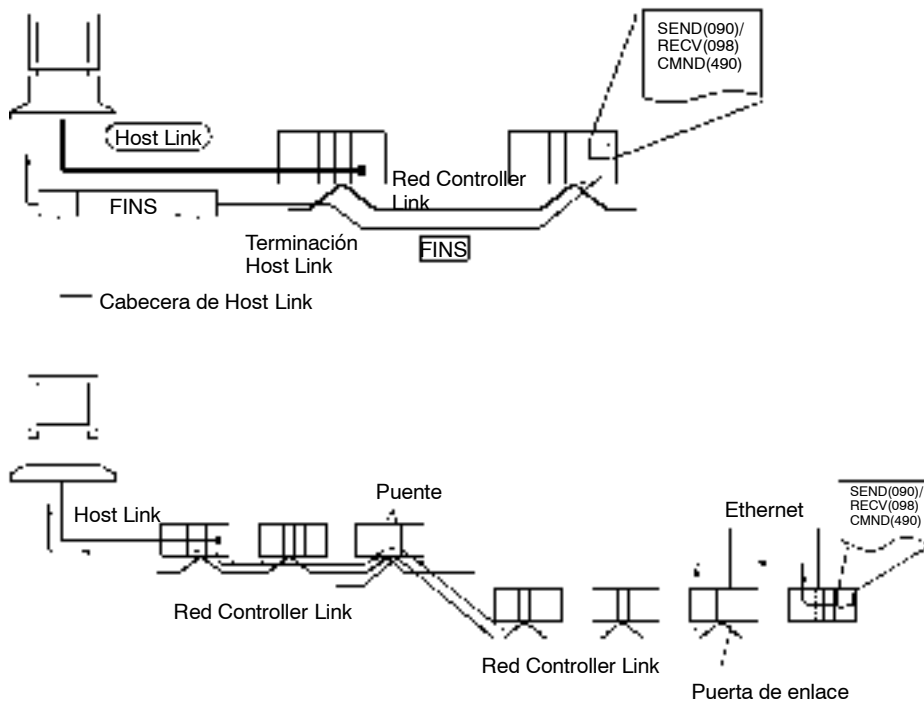 SEND(090)/
RECV(098)
CMND(490)
Host Link
Red Controller
Link
FINS
Terminación
Host Link
FINS
Cabecera de Host Link
Puente
Host Link
Ethernet
SEND(090)/
RECV(098)
CMND(490)
Red Controller Link
Red Controller Link
Puerta de enlace